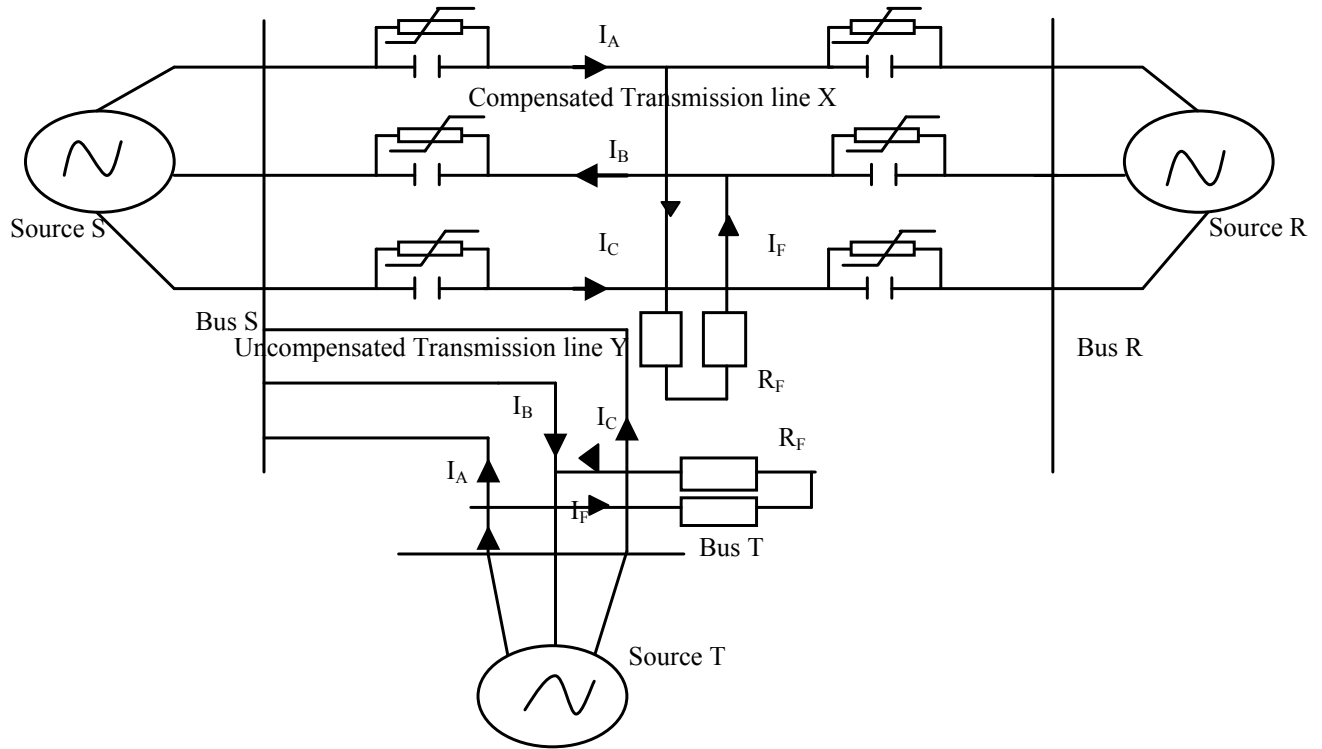 I_A
Compensated Transmission line X
I_B
Source S
Source R
I_C
I_F
Bus S
Uncompensated Transmission line Y
Bus R
R_F
I_B
I_C
R_F
I_A
I_F
Bus T
Source T